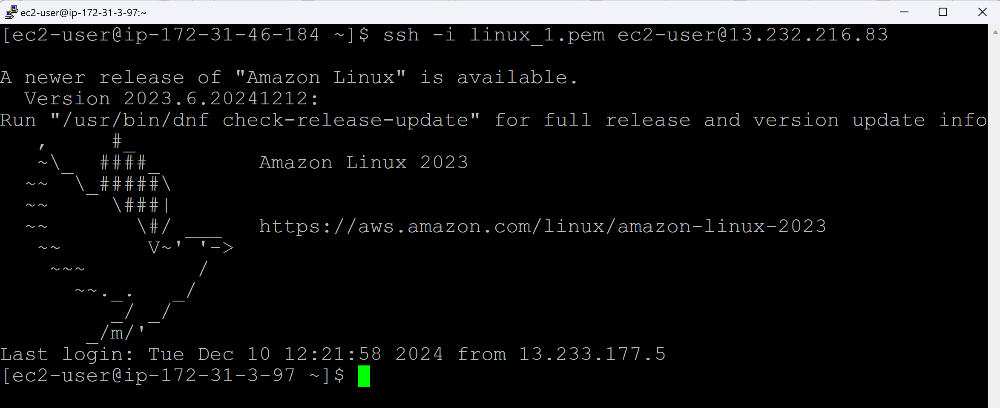 ec2-user@ip-172-31-3-97:~
[ec2-user@ip-172-31-46-184 ~]$ ssh -i linux_1.pem ec2-user@13.232.216.83

A newer release of "Amazon Linux" is available.
  Version 2023.6.20241212:
Run "/usr/bin/dnf check-release-update" for full release and version update info
   ,     #_
   ~\_  ####_        Amazon Linux 2023
  ~~  \_#####\
  ~~     \###|
  ~~       \#/ ___   https://aws.amazon.com/linux/amazon-linux-2023
   ~~       V~' '->
    ~~~         /
      ~~._.   _/
         _/ _/
       _/m/'
Last login: Tue Dec 10 12:21:58 2024 from 13.233.177.5
[ec2-user@ip-172-31-3-97 ~]$